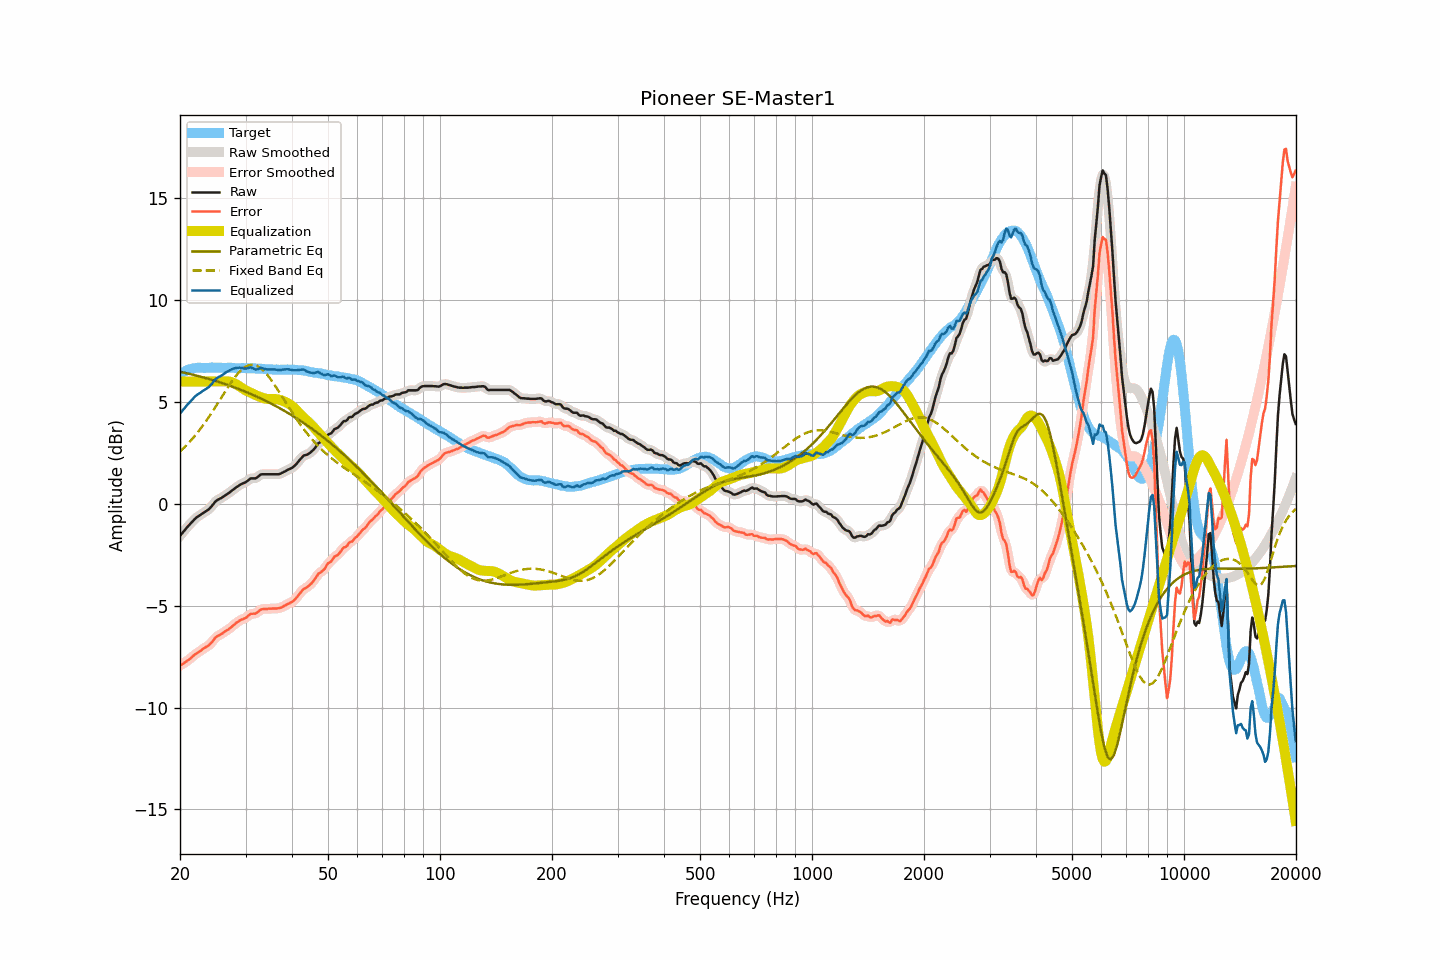 Pioneer SE-Master1
Target
Raw Smoothed
Error Smoothed
Raw
Error
Equalization
Parametric Eq
Fixed Band Eq
Equalized
15
10
5
0
−5
−10
−15
Amplitude (dBr)
20
50
100
200
500
1000
2000
5000
10000
20000
Frequency (Hz)